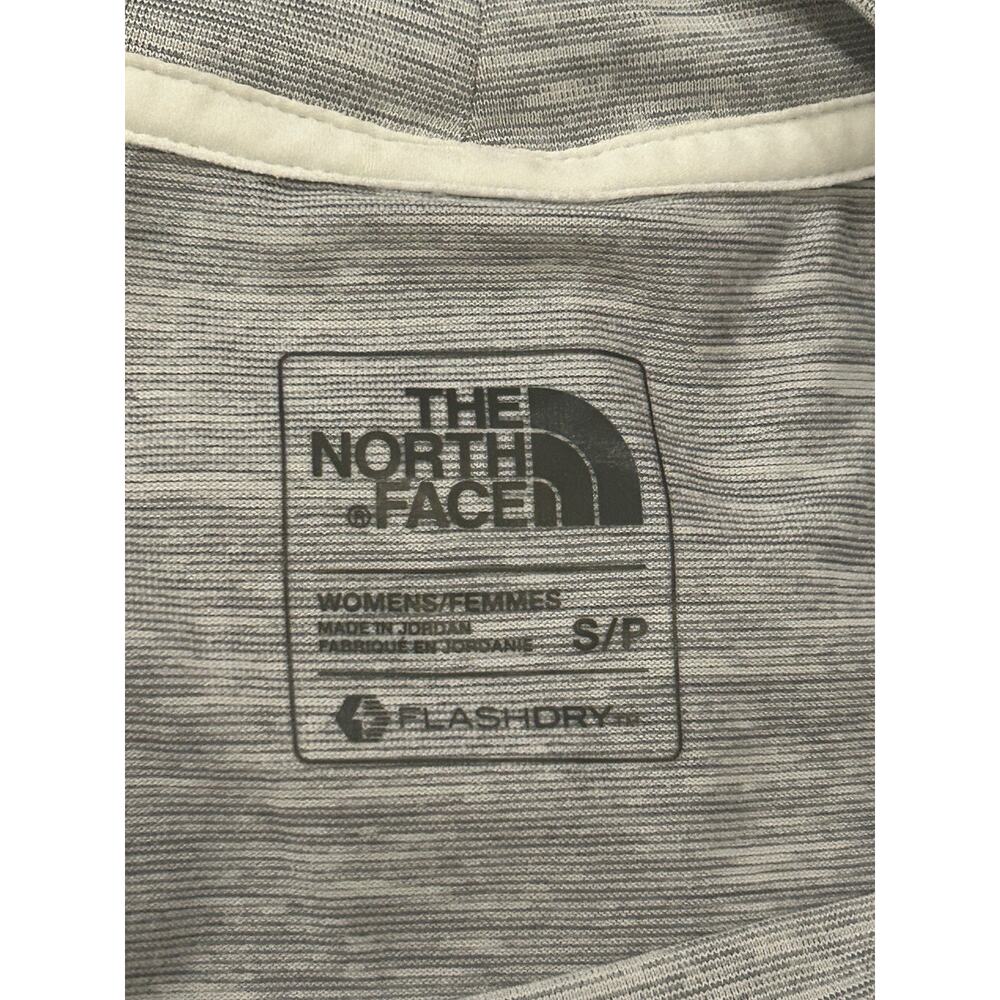 THE
NORTH
®FACE
WOMENS/FEMMES
MADE IN JORDAN
FABRIQUÉ EN JORDANIE
S/P
FLASHDRY™